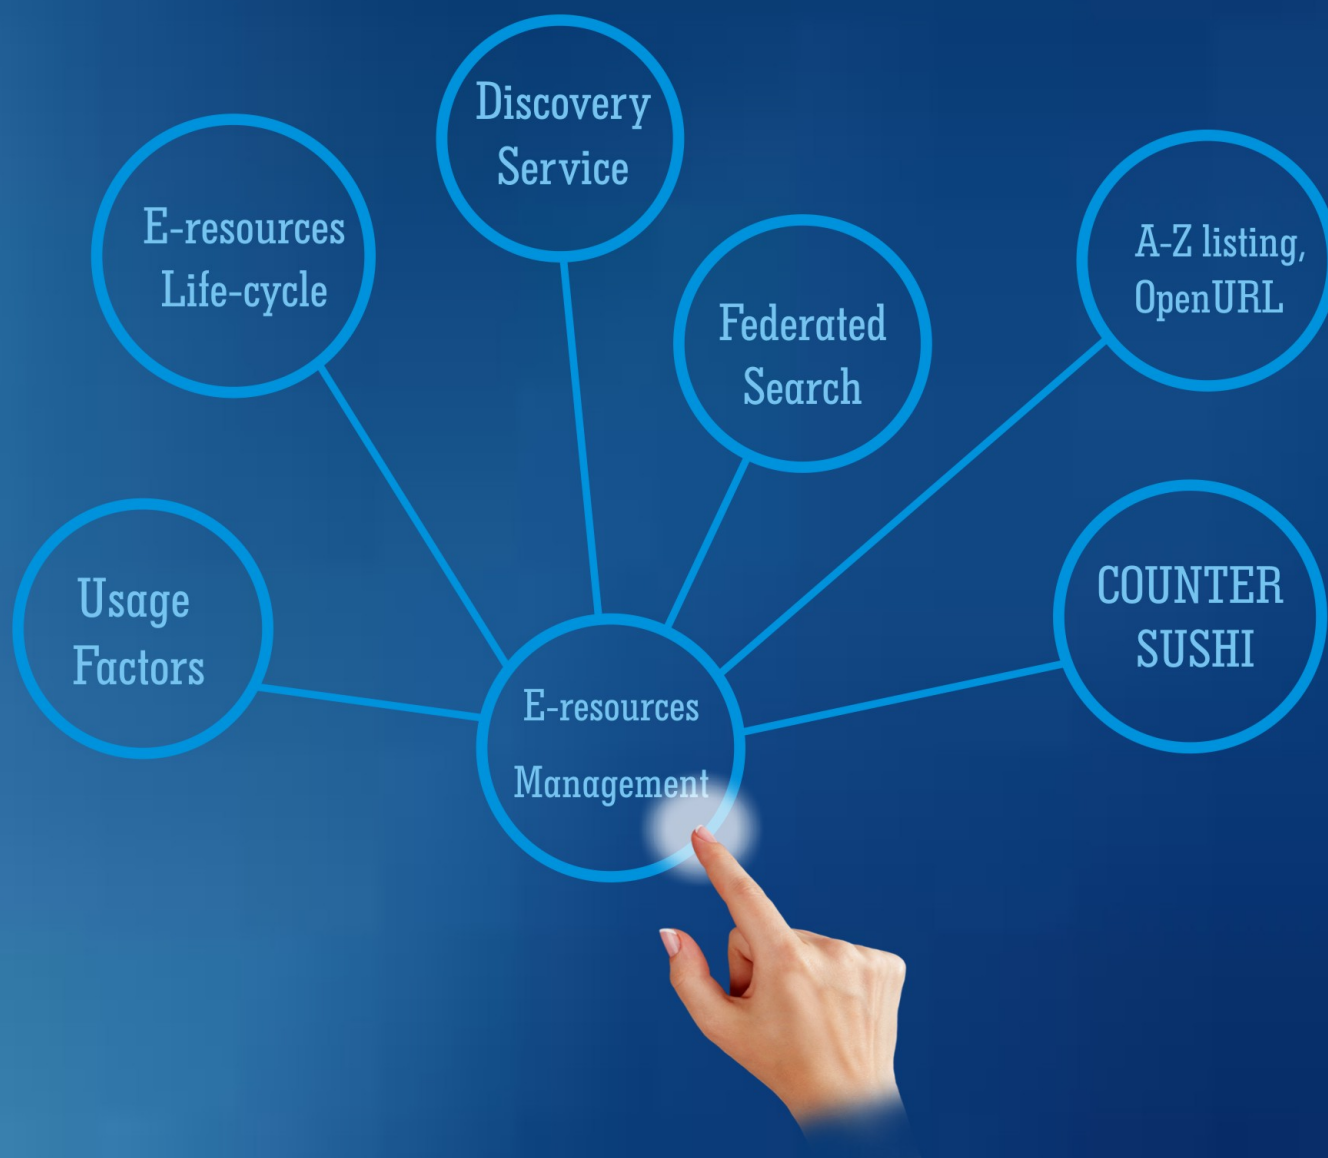 Discovery
Service
E-resources
Life-cycle
A-Z listing,
OpenURL
Federated
Search
COUNTER
SUSHI
Usage
Factors
E-resources
Management